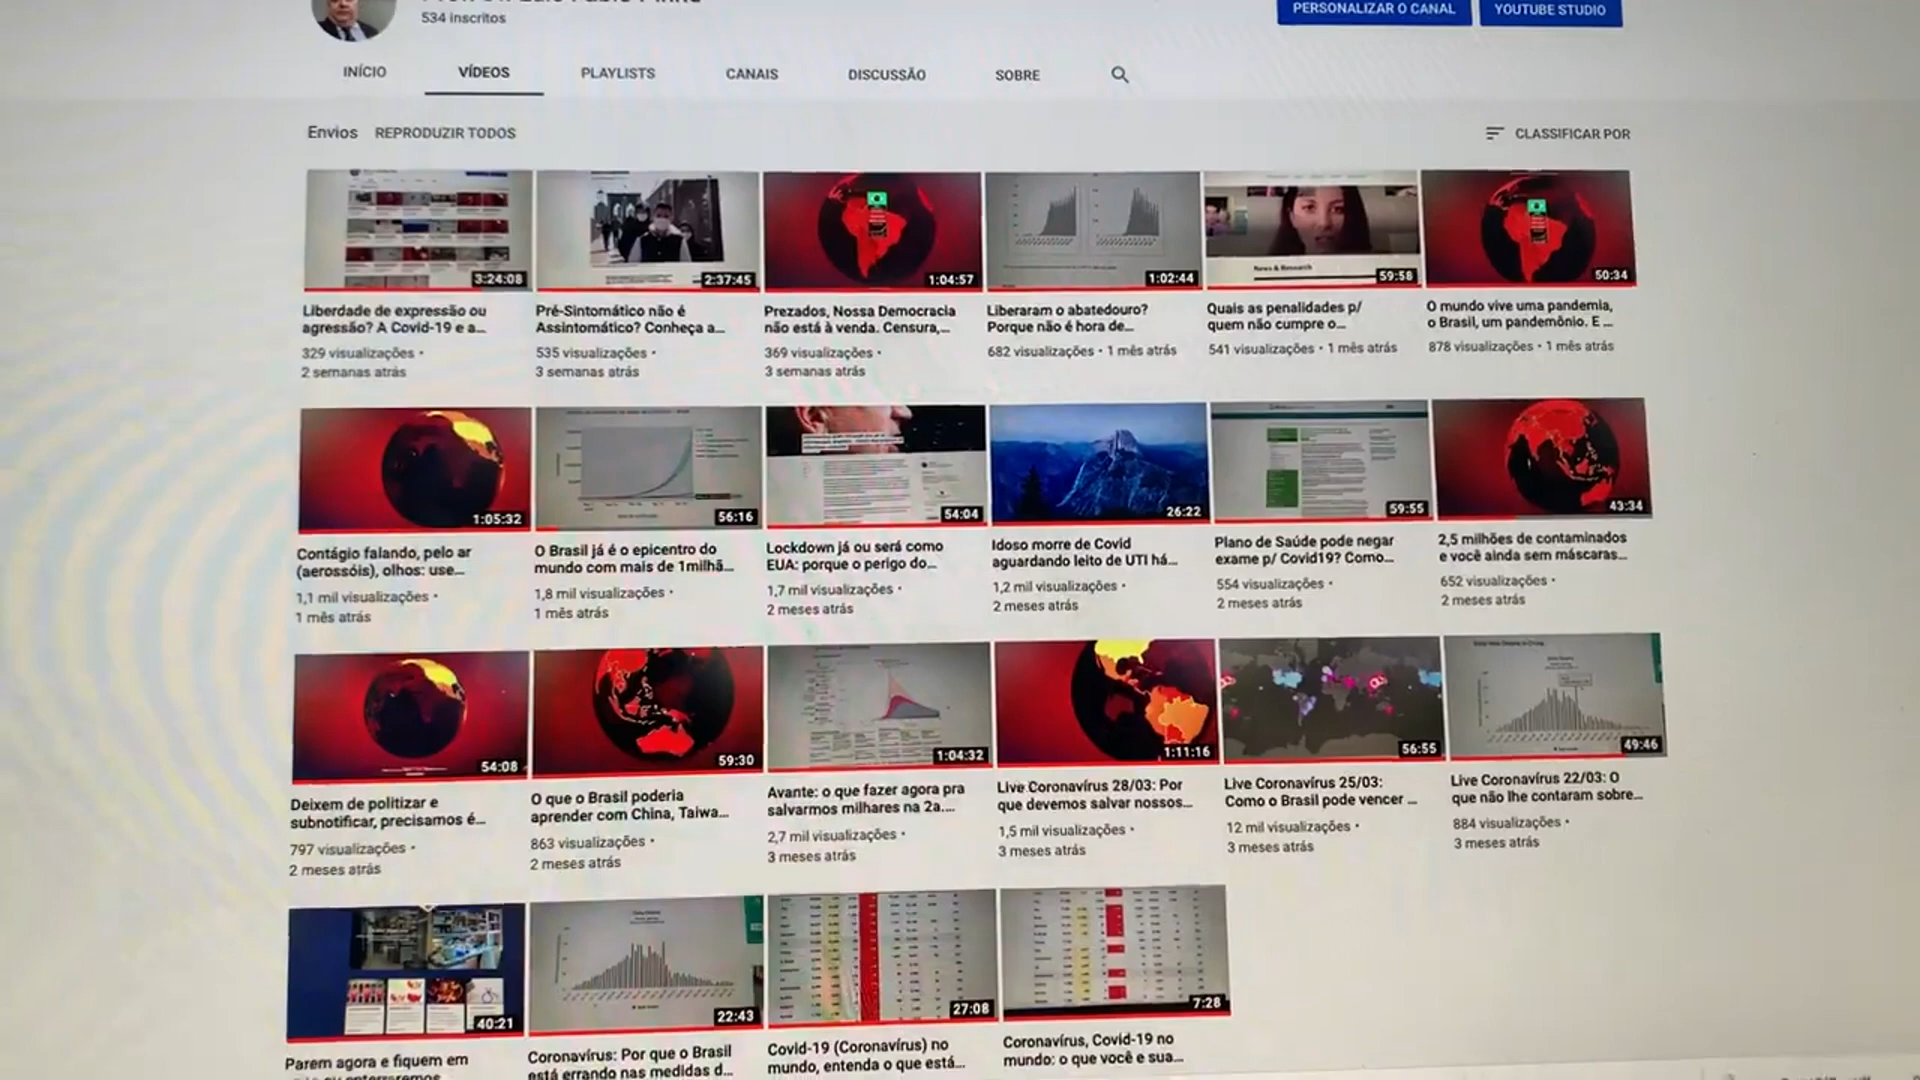 534 inscritos
PERSONALIZAR O CANAL
YOUTUBE STUDIO
INÍCIO
VÍDEOS
PLAYLISTS
CANAIS
DISCUSSÃO
SOBRE
Envios
REPRODUZIR TODOS
CLASSIFICAR POR
3:24:08
2:37:45
1:04:57
1:02:44
News & Research
59:58
50:34
Liberdade de expressão ou
agressão? A Covid-19 e a...
329 visualizações •
2 semanas atrás
Pré-Sintomático não é
Assintomático? Conheça a...
535 visualizações •
3 semanas atrás
Prezados, Nossa Democracia
não está à venda. Censura,...
369 visualizações •
3 semanas atrás
Liberaram o abatedouro?
Porque não é hora de...
682 visualizações • 1 mês atrás
Quais as penalidades p/
quem não cumpre o...
541 visualizações • 1 mês atrás
O mundo vive uma pandemia,
o Brasil, um pandemônio. E ...
878 visualizações • 1 mês atrás
1:05:32
56:16
54:04
26:22
59:55
43:34
Contágio falando, pelo ar
(aerossóis), olhos: use...
1,1 mil visualizações •
1 mês atrás
O Brasil já é o epicentro do
mundo com mais de 1milhã...
1,8 mil visualizações •
1 mês atrás
Lockdown já ou será como
EUA: porque o perigo do...
1,7 mil visualizações •
2 meses atrás
Idoso morre de Covid
aguardando leito de UTI há...
1,2 mil visualizações •
2 meses atrás
Plano de Saúde pode negar
exame p/ Covid19? Como...
554 visualizações •
2 meses atrás
2,5 milhões de contaminados
e você ainda sem máscaras...
652 visualizações •
2 meses atrás
54:08
59:30
1:04:32
1:11:16
56:55
49:46
Deixem de politizar e
subnotificar, precisamos é...
797 visualizações •
2 meses atrás
O que o Brasil poderia
aprender com China, Taiwa...
863 visualizações •
2 meses atrás
Avante: o que fazer agora pra
salvarmos milhares na 2a....
2,7 mil visualizações •
3 meses atrás
Live Coronavírus 28/03: Por
que devemos salvar nossos...
1,5 mil visualizações •
3 meses atrás
Live Coronavírus 25/03:
Como o Brasil pode vencer ...
12 mil visualizações •
3 meses atrás
Live Coronavírus 22/03: O
que não lhe contaram sobre...
884 visualizações •
3 meses atrás
40:21
22:43
27:08
7:28
Parem agora e fiquem em
Coronavírus: Por que o Brasil
está errando nas medidas d...
Covid-19 (Coronavírus) no
mundo, entenda o que está...
Coronavírus, Covid-19 no
mundo: o que você e sua...